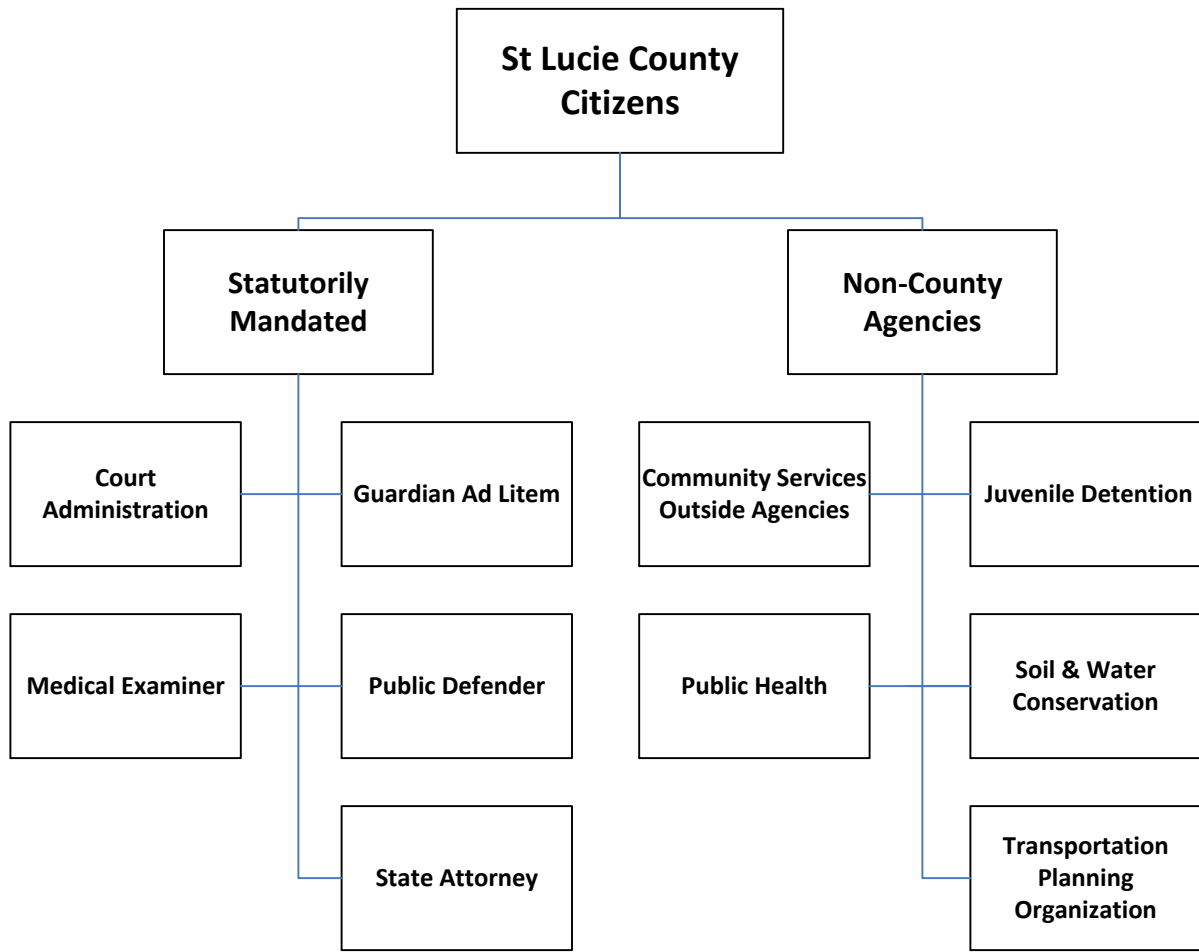 St Lucie County
Citizens
Statutorily
Mandated
Non-County
Agencies
Court
Administration
Guardian Ad Litem
Community Services
Outside Agencies
Juvenile Detention
Medical Examiner
Public Defender
Public Health
Soil & Water
Conservation
State Attorney
Transportation
Planning
Organization